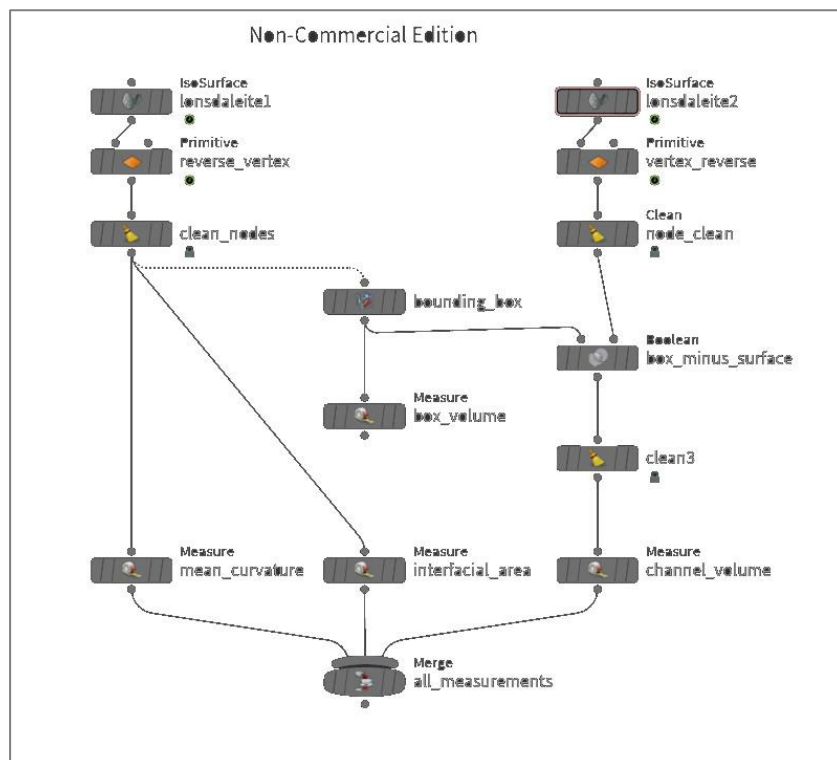 Non-Commercial Edition
IsoSurface
lonsdaleite1
IsoSurface
lonsdaleite2
Primitive
reverse_vertex
Primitive
vertex_reverse
clean_nodes
Clean
node_clean
bounding_box
Boolean
box_minus_surface
Measure
box_volume
clean3
Measure
mean_curvature
Measure
interfacial_area
Measure
channel_volume
Merge
all_measurements